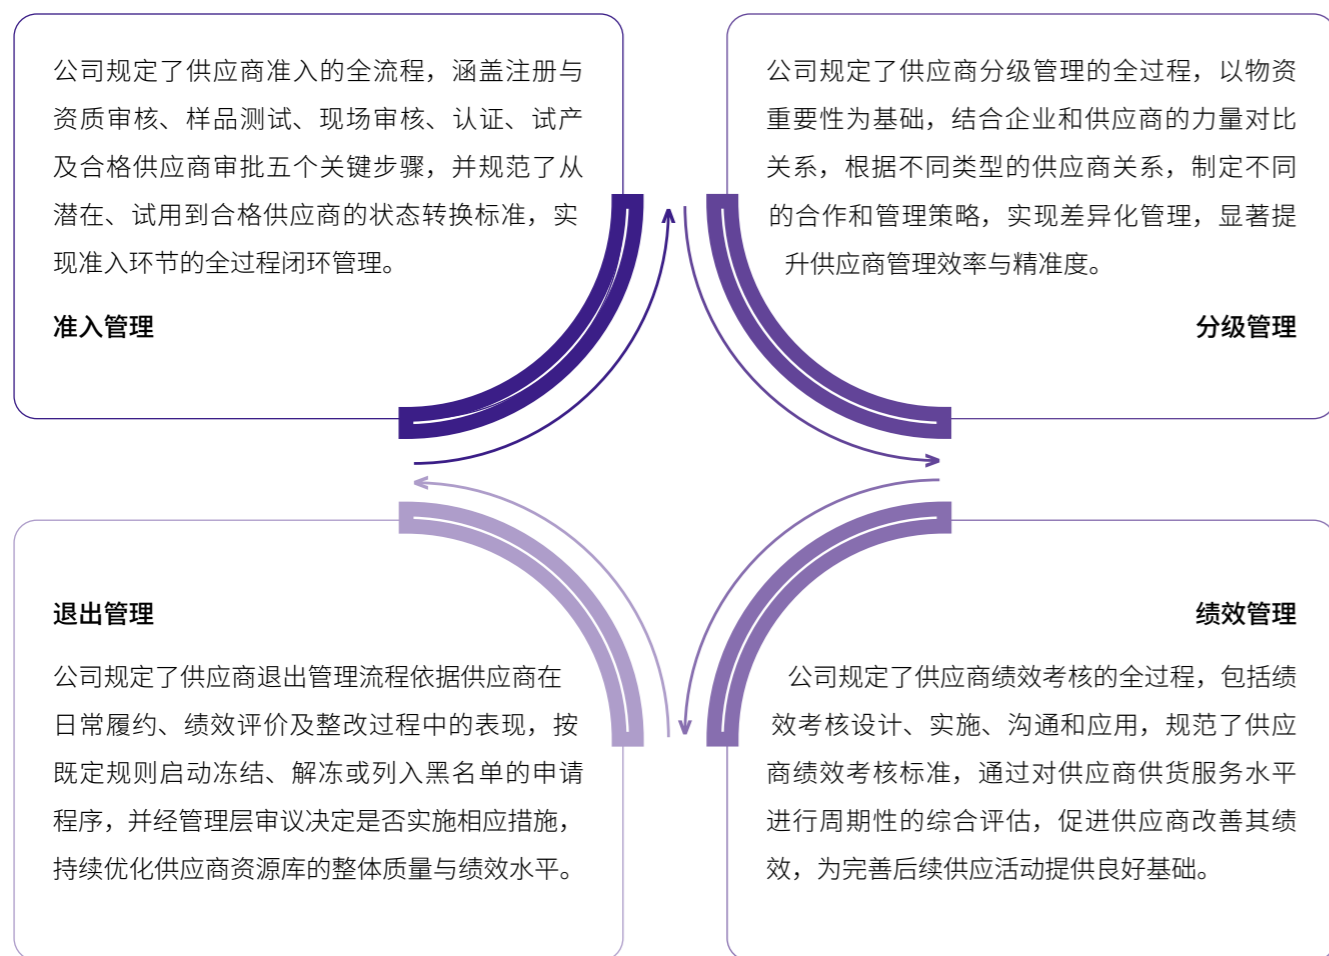 公司规定了供应商准入的全流程，涵盖注册与
资质审核、样品测试、现场审核、认证、试产
及合格供应商审批五个关键步骤，并规范了从
潜在、试用到合格供应商的状态转换标准，实
现准入环节的全过程闭环管理。
准入管理
公司规定了供应商分级管理的全过程，以物资
重要性为基础，结合企业和供应商的力量对比
关系，根据不同类型的供应商关系，制定不同
的合作和管理策略，实现差异化管理，显著提
升供应商管理效率与精准度。
分级管理
退出管理
公司规定了供应商退出管理流程依据供应商在
日常履约、绩效评价及整改过程中的表现，按
既定规则启动冻结、解冻或列入黑名单的申请
程序，并经管理层审议决定是否实施相应措施，
持续优化供应商资源库的整体质量与绩效水平。
绩效管理
公司规定了供应商绩效考核的全过程，包括绩
效考核设计、实施、沟通和应用，规范了供应
商绩效考核标准，通过对供应商供货服务水平
进行周期性的综合评估，促进供应商改善其绩
效，为完善后续供应活动提供良好基础。